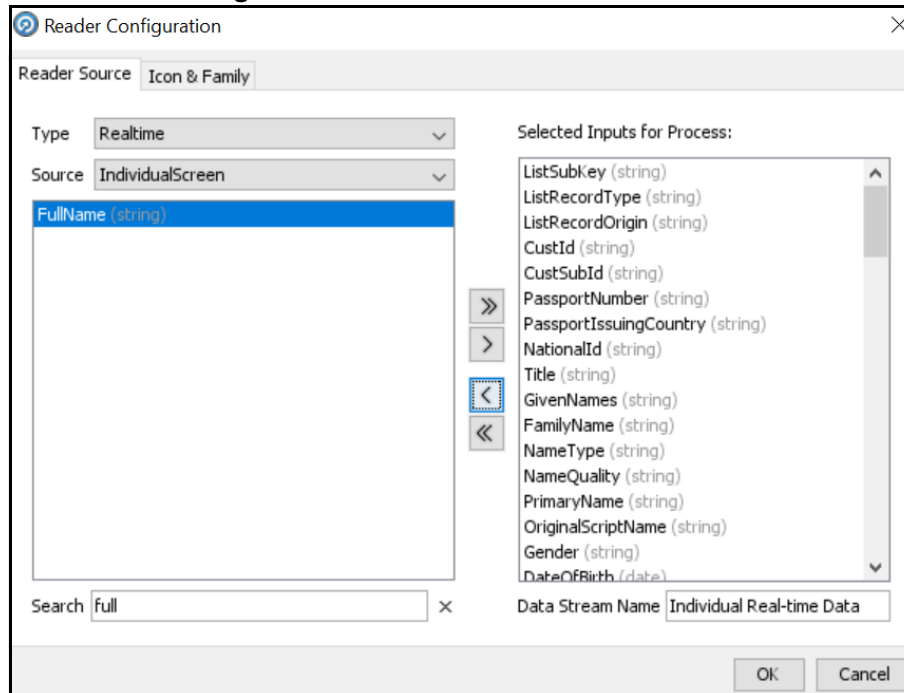 Reader Configuration
Reader Source
Icon & Family
Type
Realtime
Source
IndividualScreen
FullName (string)
Search
full
Selected Inputs for Process:
ListSubKey (string)
ListRecordType (string)
ListRecordOrigin (string)
CustId (string)
CustSubId (string)
PassportNumber (string)
PassportIssuingCountry (string)
NationalId (string)
Title (string)
GivenNames (string)
FamilyName (string)
NameType (string)
NameQuality (string)
PrimaryName (string)
OriginalScriptName (string)
Gender (string)
DateOfBirth (date)
Data Stream Name
Individual Real-time Data
OK
Cancel